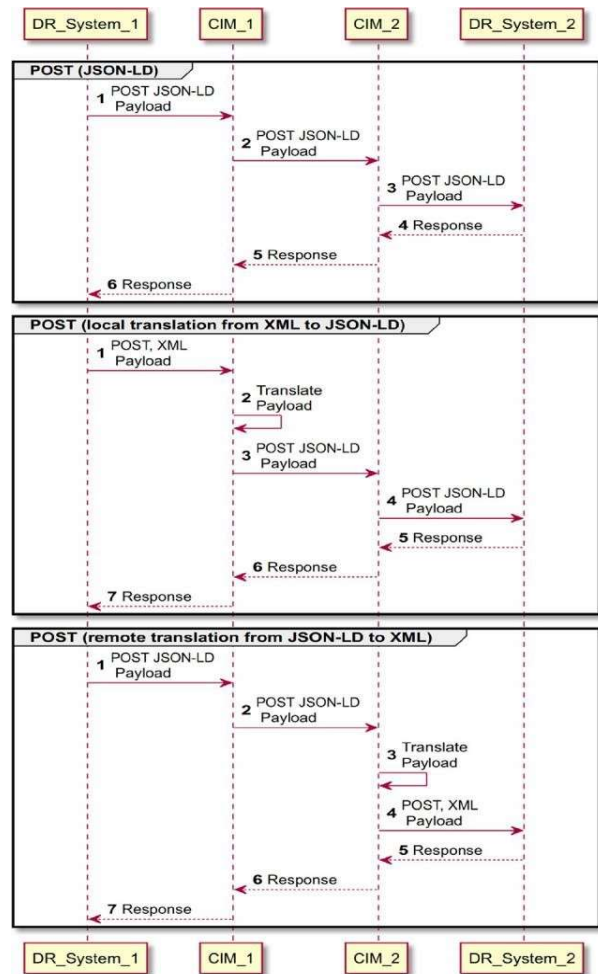 DR_System_1 CIM_1 CIM_2 DR_System_2
POST (JSON-LD)
1 POST JSON-LD
Payload
2 POST JSON-LD
Payload
3 POST JSON-LD
Payload
4 Response
5 Response
6 Response
POST (local translation from XML to JSON-LD)
1 POST, XML
Payload
2 Translate
Payload
3 POST JSON-LD
Payload
4 POST JSON-LD
Payload
5 Response
6 Response
7 Response
POST (remote translation from JSON-LD to XML)
1 POST JSON-LD
Payload
2 POST JSON-LD
Payload
3 Translate
Payload
4 POST, XML
Payload
5 Response
6 Response
7 Response
DR_System_1 CIM_1 CIM_2 DR_System_2